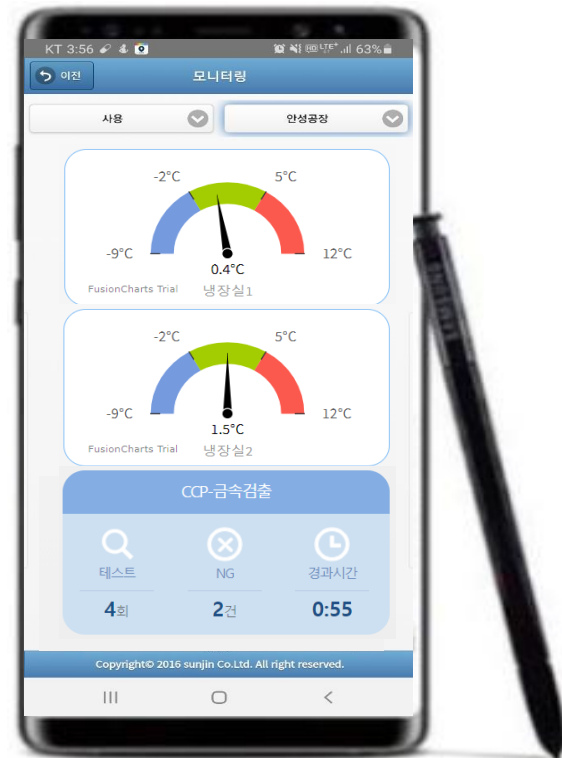 KT 3:56 LTE+ 63%
이전 모니터링
사용 안성공장
-2°C 5°C
-9°C 12°C
0.4°C
FusionCharts Trial 냉장실1
-2°C 5°C
-9°C 12°C
1.5°C
FusionCharts Trial 냉장실2
CCP-금속검출
테스트 NG 경과시간
4회 2건 0:55
Copyright© 2016 sunjin Co.Ltd. All right reserved.